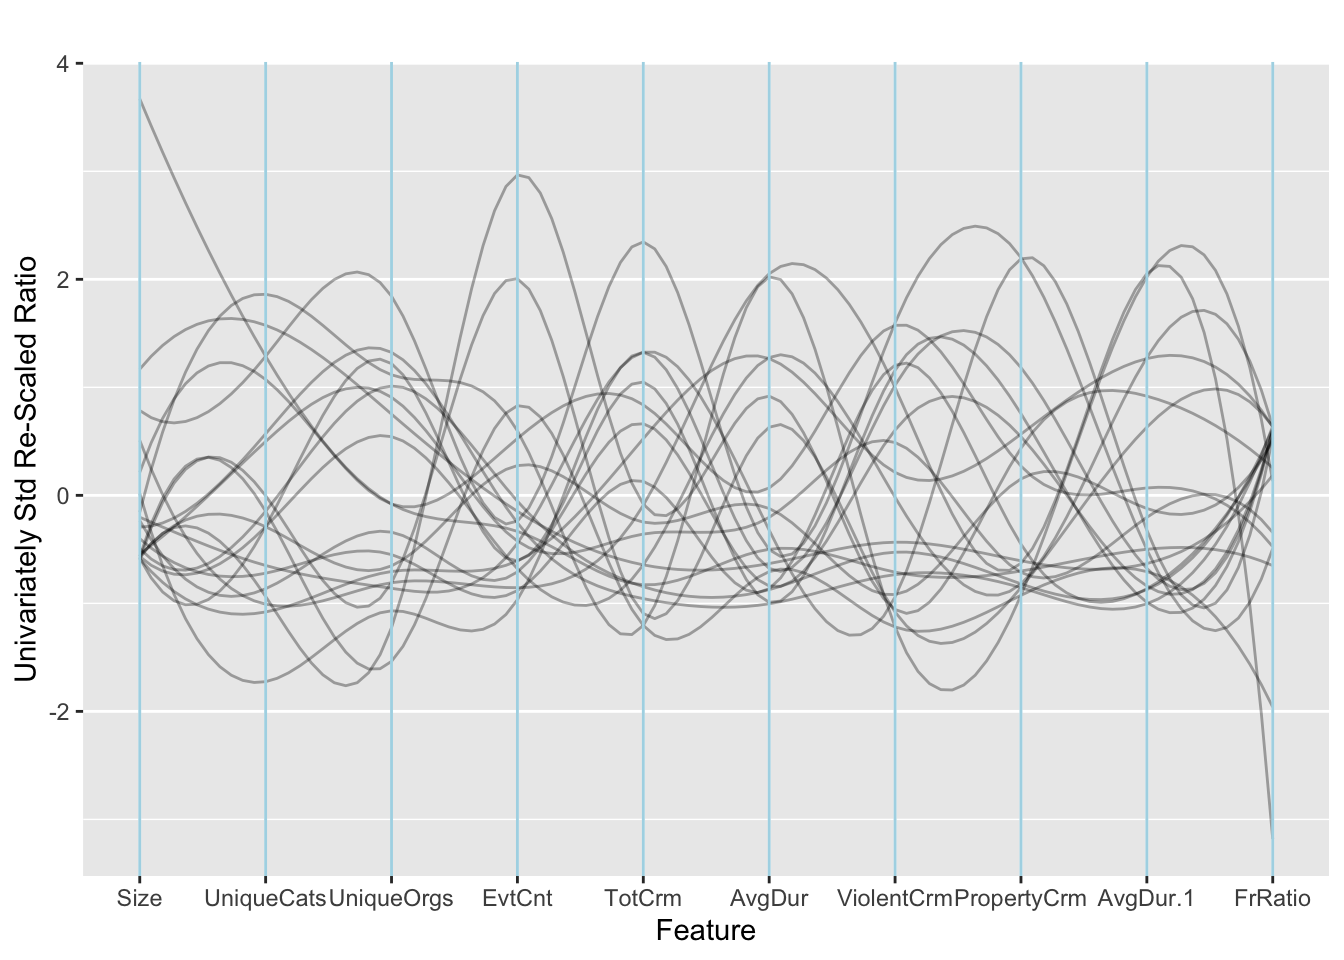 4
2
0
-2
Univariately Std Re-Scaled Ratio
Size UniqueCats UniqueOrgs EvtCnt TotCrm AvgDur ViolentCrm PropertyCrm AvgDur.1 FrRatio
Feature